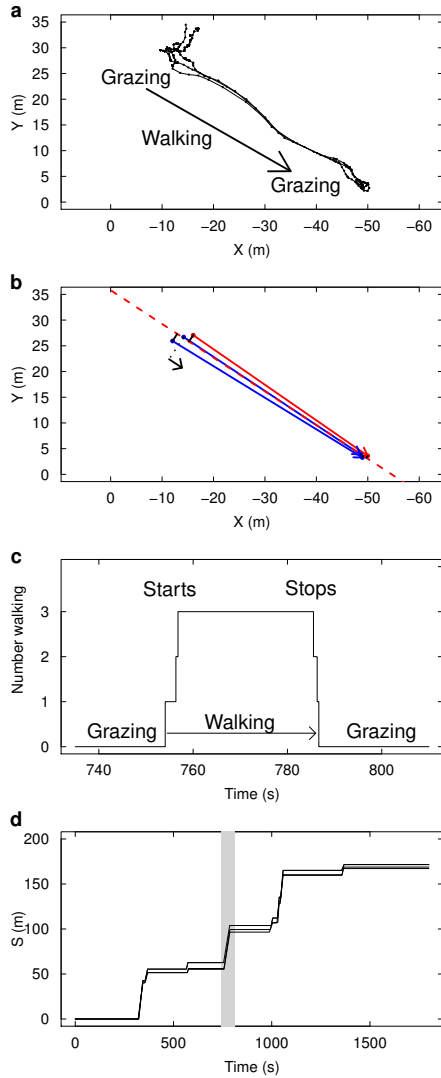 a
35
30
25
20
15
10
5
0
Y (m)
Grazing
Walking
Grazing
0 −10 −20 −30 −40 −50 −60
X (m)
b
35
30
25
20
15
10
5
0
Y (m)
0 −10 −20 −30 −40 −50 −60
X (m)
c
Number walking
Starts Stops
3
2
1
0
Grazing Walking Grazing
740 760 780 800
Time (s)
d
200
150
100
50
0
S (m)
0 500 1000 1500
Time (s)